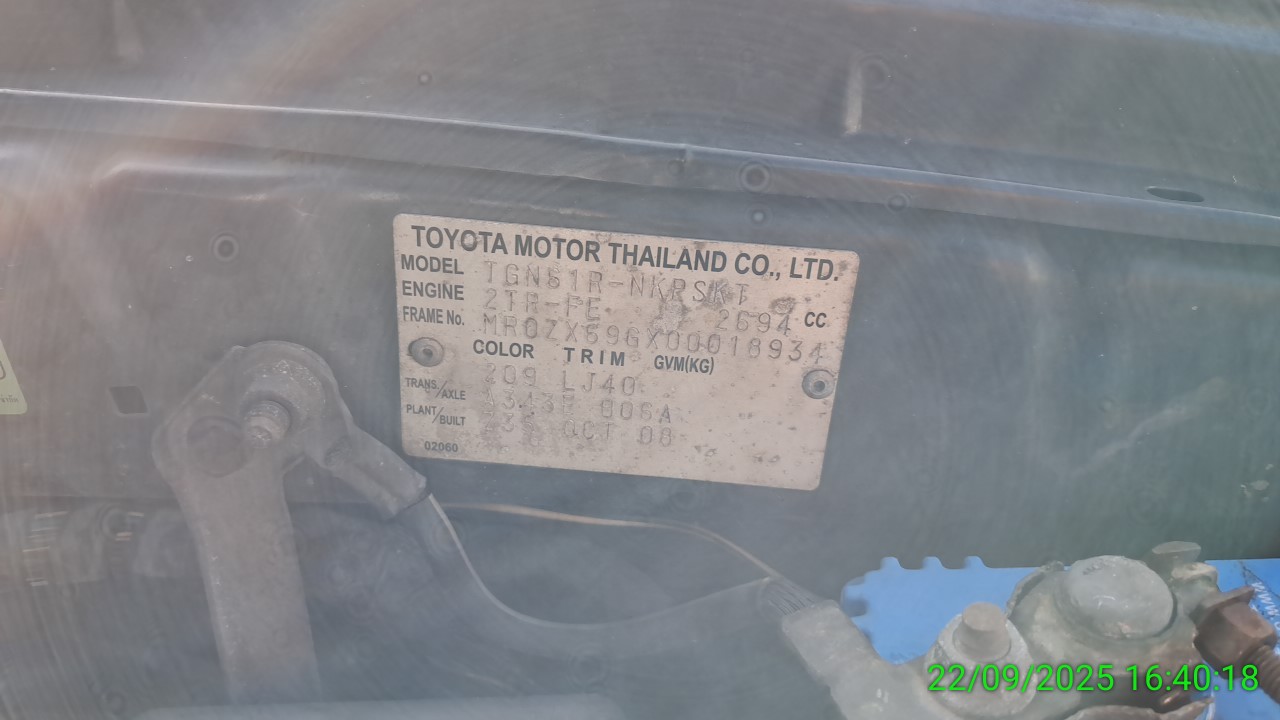 TOYOTA MOTOR THAILAND CO., LTD.
MODEL TGN61R-NKPSKT
ENGINE 2TR-FE 2694 CC
FRAME No. MR0ZX69GX00018934
COLOR TRIM GVM(KG)
209 LJ40
TRANS./AXLE
PLANT/BUILT OCT 08
02060
22/09/2025 16:40:18